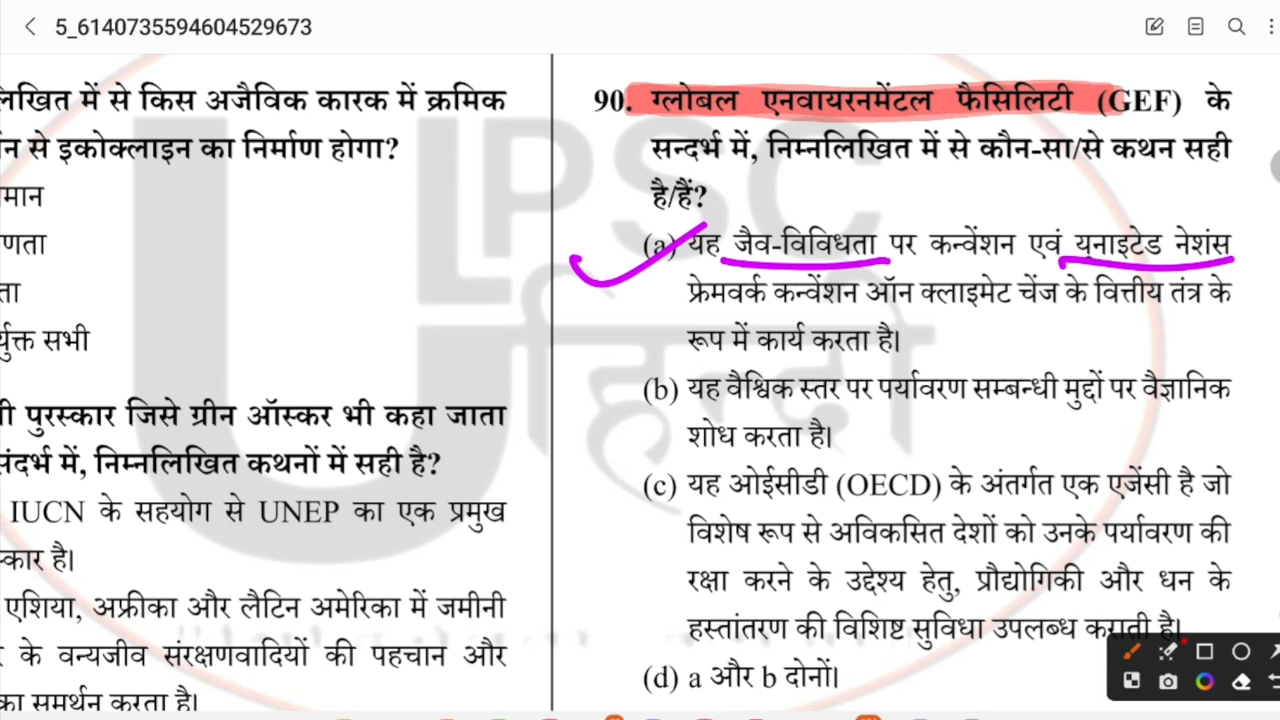 5_6140735594604529673
लखित में से किस अजैविक कारक में क्रमिक
न से इकोक्लाइन का निर्माण होगा?
मान
णता
ता
र्युक्त सभी
ी पुरस्कार जिसे ग्रीन ऑस्कर भी कहा जाता
संदर्भ में, निम्नलिखित कथनों में सही है?
IUCN के सहयोग से UNEP का एक प्रमुख
स्कार है।
एशिया, अफ्रीका और लैटिन अमेरिका में जमीनी
के वन्यजीव संरक्षणवादियों की पहचान और
का समर्थन करता है।
90. ग्लोबल एनवायरनमेंटल फैसिलिटी (GEF) के
सन्दर्भ में, निम्नलिखित में से कौन-सा/से कथन सही
है/हैं?
(a) यह जैव-विविधता पर कन्वेंशन एवं यूनाइटेड नेशंस
फ्रेमवर्क कन्वेंशन ऑन क्लाइमेट चेंज के वित्तीय तंत्र के
रूप में कार्य करता है।
(b) यह वैश्विक स्तर पर पर्यावरण सम्बन्धी मुद्दों पर वैज्ञानिक
शोध करता है।
(c) यह ओईसीडी (OECD) के अंतर्गत एक एजेंसी है जो
विशेष रूप से अविकसित देशों को उनके पर्यावरण की
रक्षा करने के उद्देश्य हेतु, प्रौद्योगिकी और धन के
हस्तांतरण की विशिष्ट सुविधा उपलब्ध कराती है।
(d) a और b दोनों।
UPSC
हिन्दी